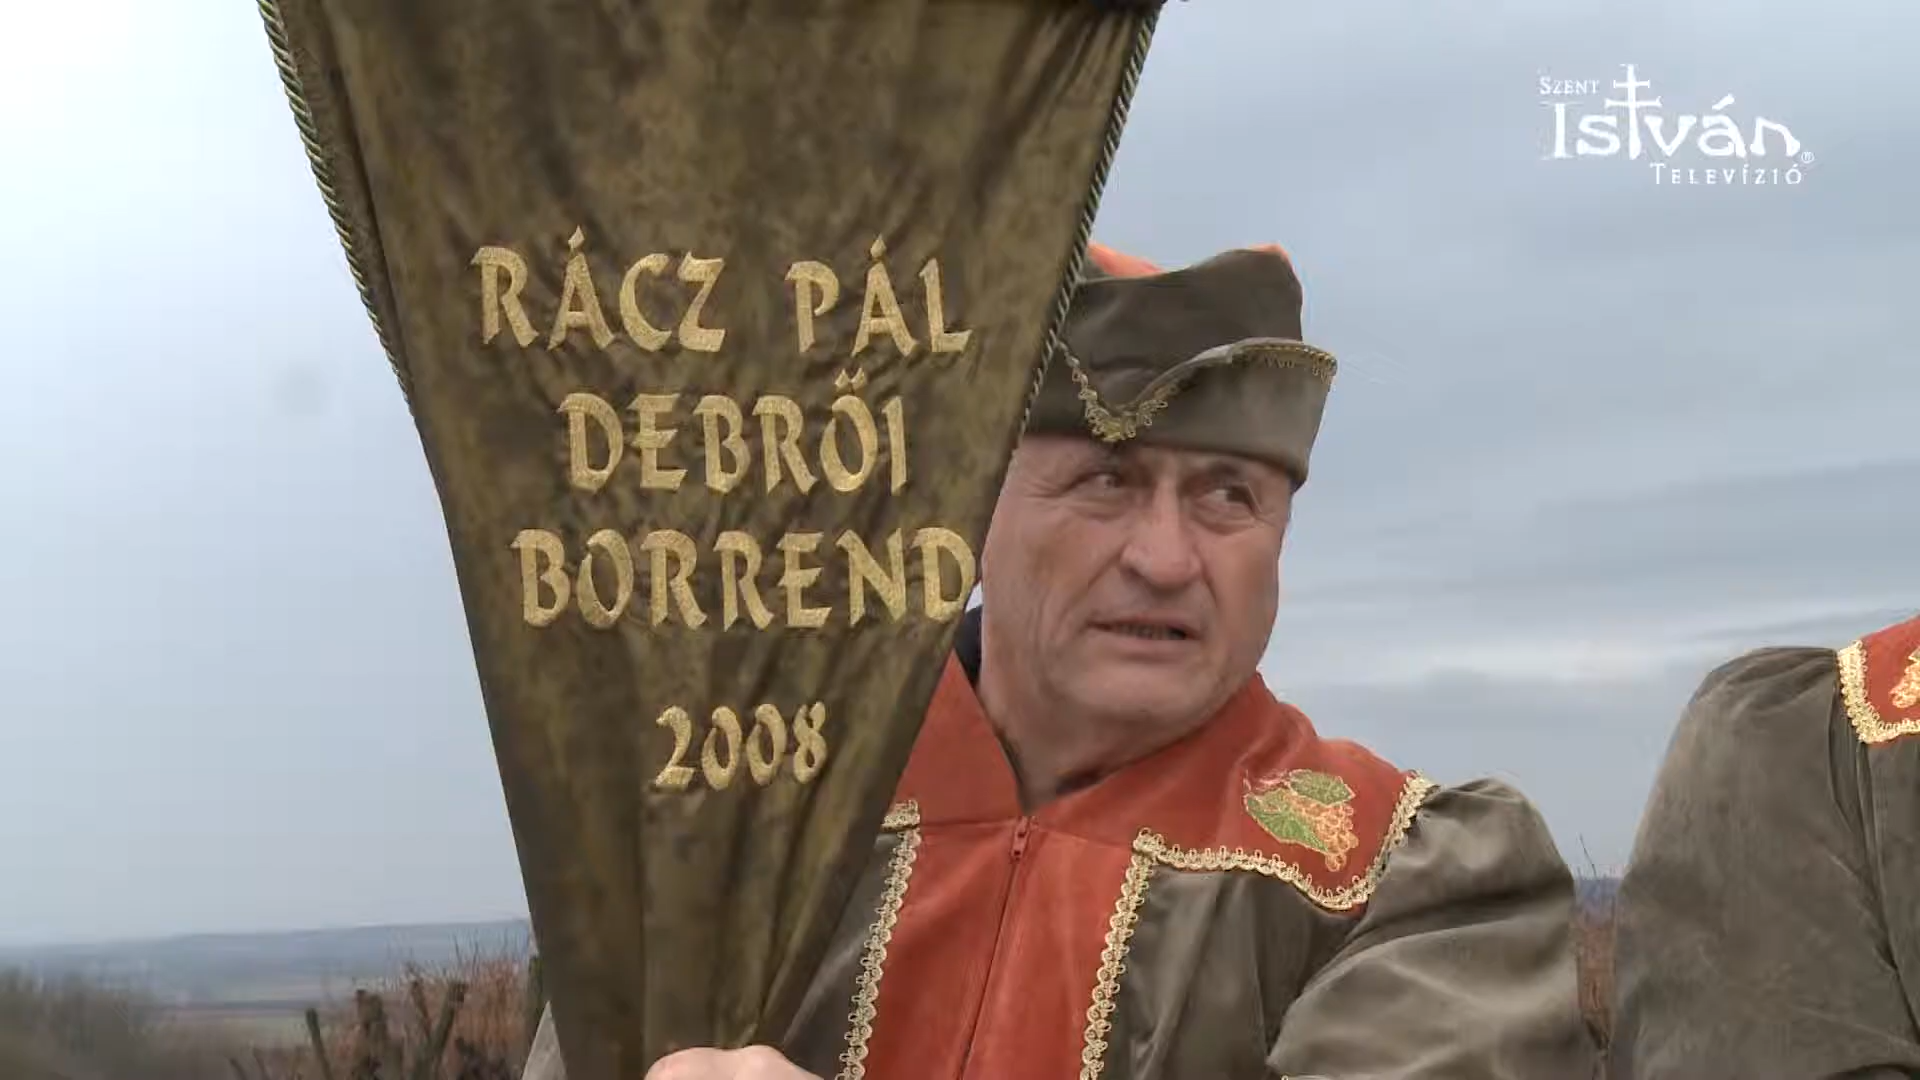 SZENT
ISTVÁN®
TELEVÍZIÓ
RÁCZ PÁL
DEBRŐI
BORREND
2008